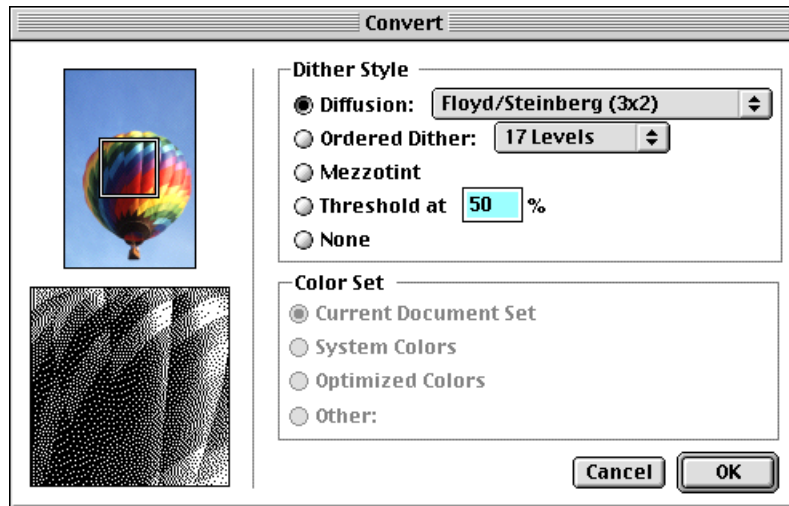 Convert
Dither Style
Diffusion: Floyd/Steinberg (3x2)
Ordered Dither: 17 Levels
Mezzotint
Threshold at 50 %
None
Color Set
Current Document Set
System Colors
Optimized Colors
Other:
Cancel OK